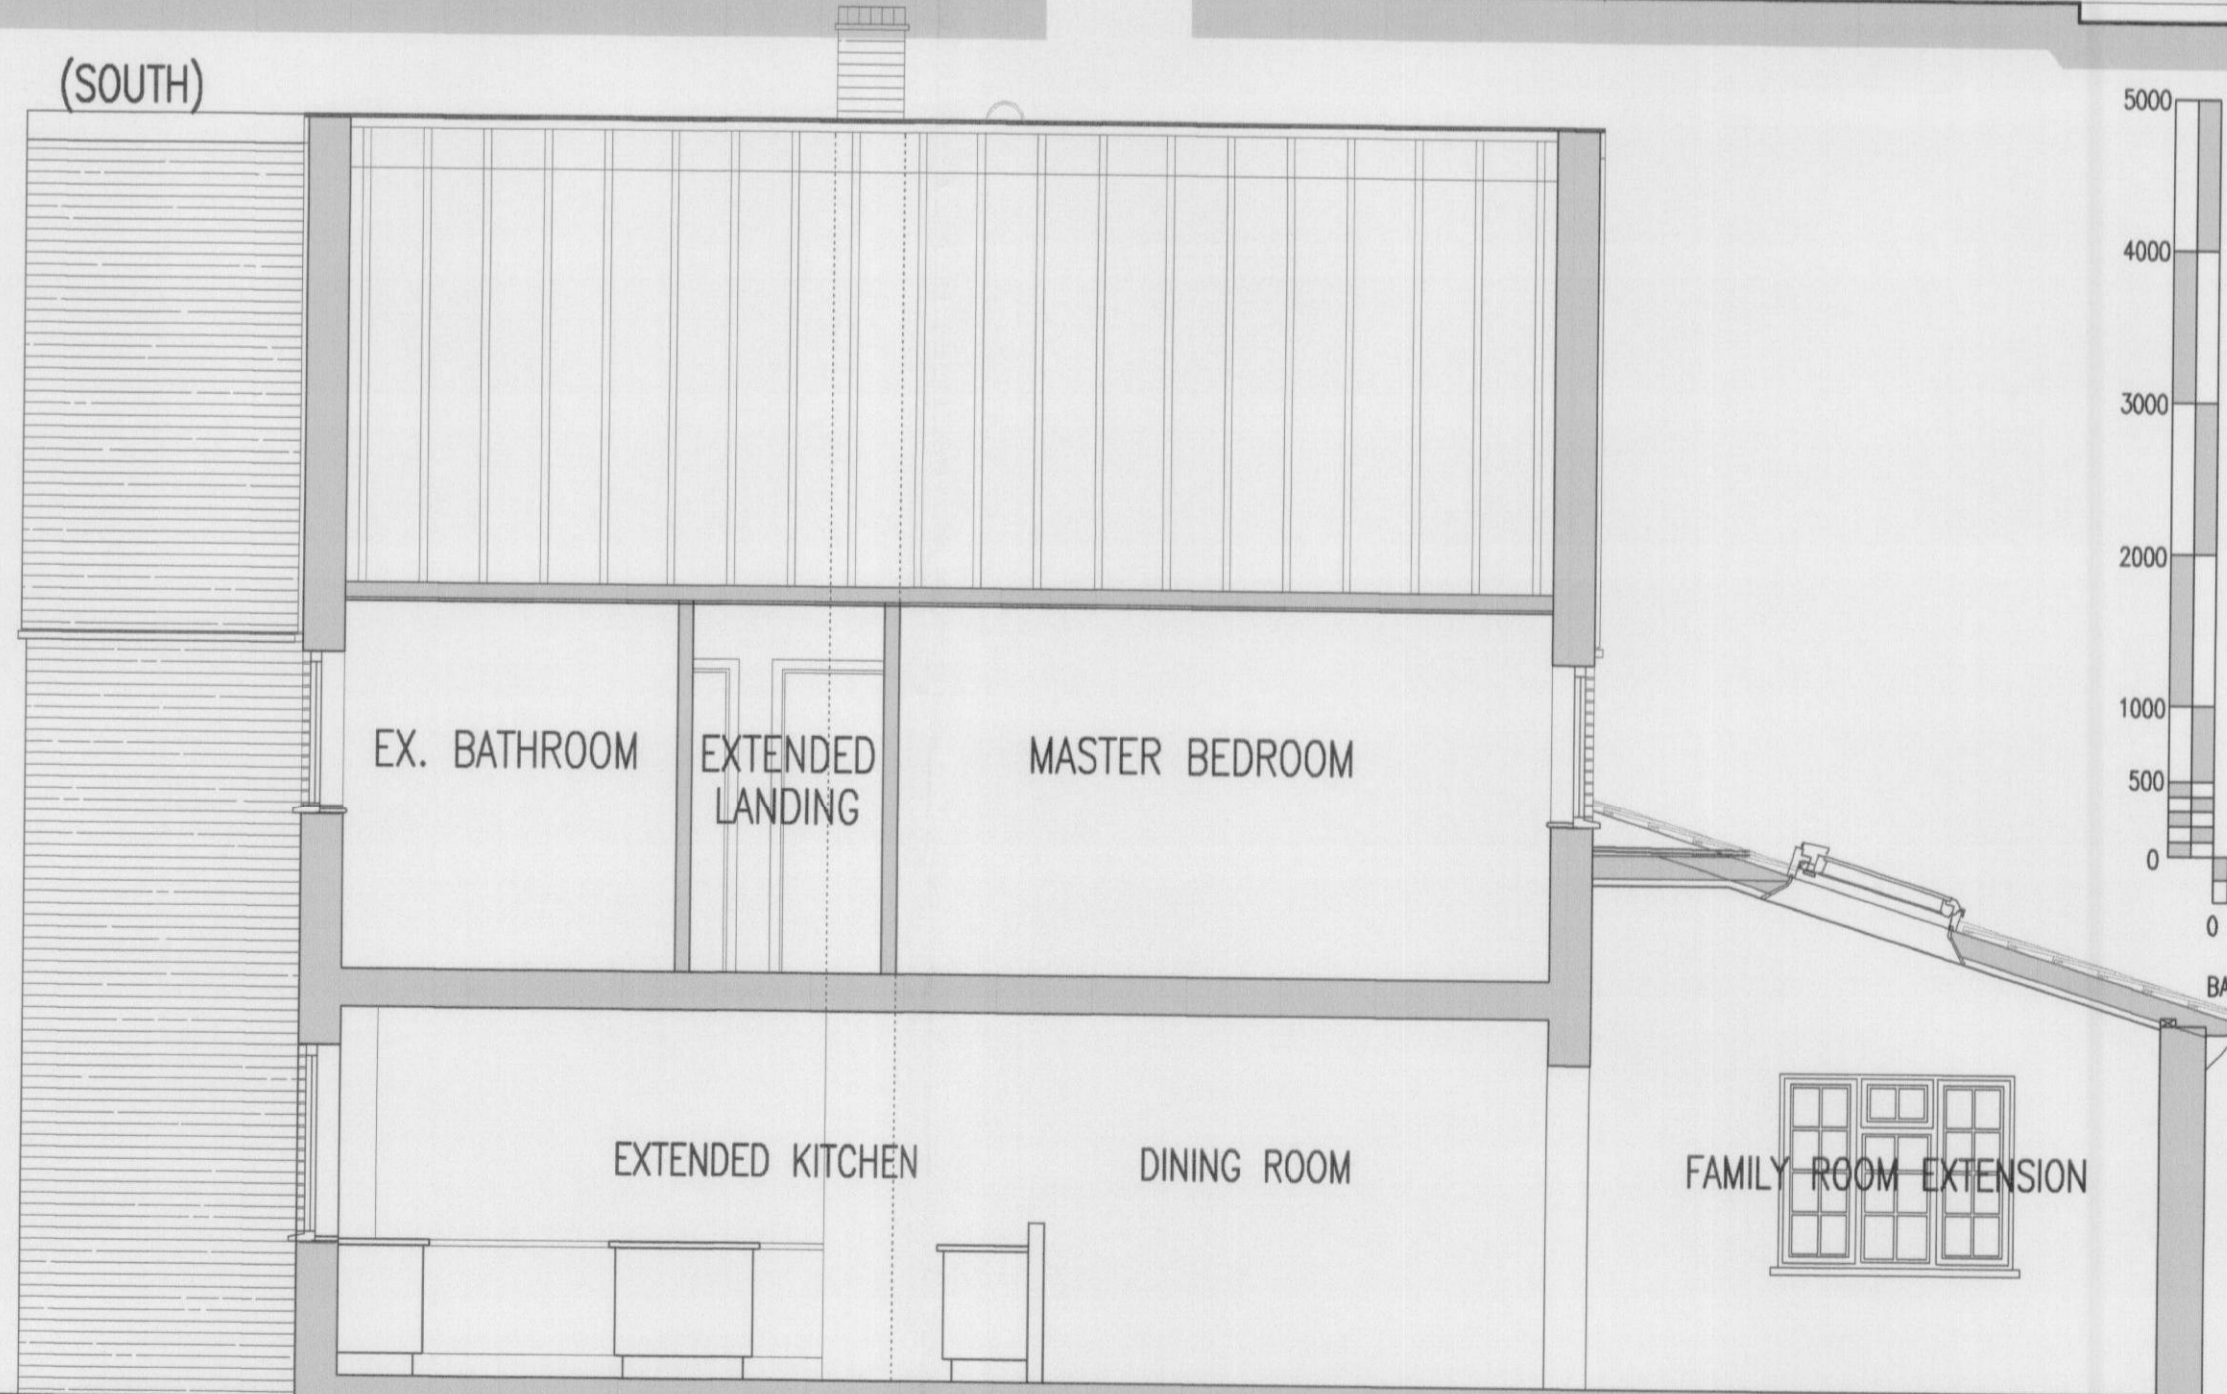 (SOUTH)
5000
4000
3000
2000
1000
500
0
0
EX. BATHROOM
EXTENDED
LANDING
MASTER BEDROOM
BA
EXTENDED KITCHEN
DINING ROOM
FAMILY ROOM EXTENSION